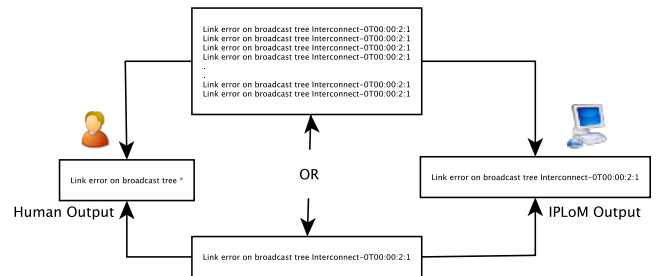 Link error on broadcast tree Interconnect-0T00:00:2:1
Link error on broadcast tree Interconnect-0T00:00:2:1
Link error on broadcast tree Interconnect-0T00:00:2:1
Link error on broadcast tree Interconnect-0T00:00:2:1
.
.
Link error on broadcast tree Interconnect-0T00:00:2:1
Link error on broadcast tree Interconnect-0T00:00:2:1
Link error on broadcast tree *
Human Output
OR
Link error on broadcast tree Interconnect-0T00:00:2:1
IPLoM Output
Link error on broadcast tree Interconnect-0T00:00:2:1